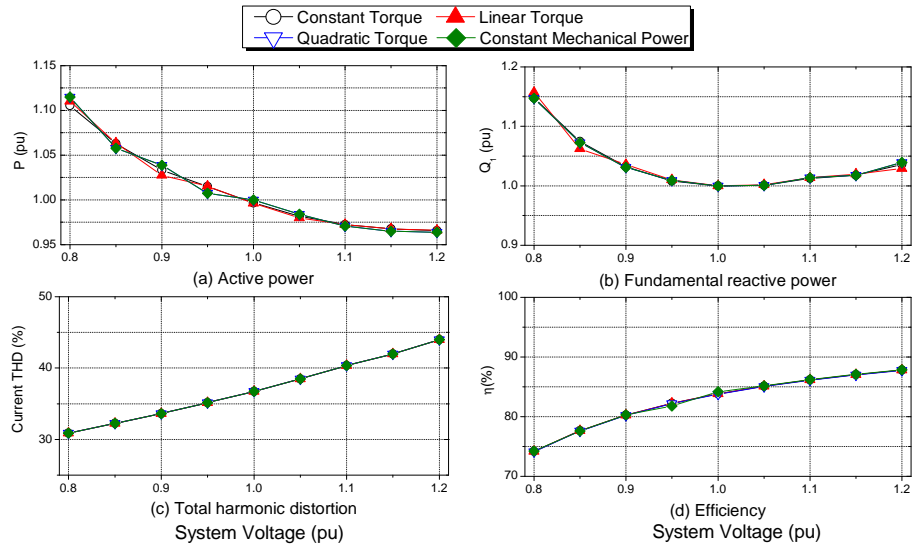 Constant Torque Linear Torque
Quadratic Torque Constant Mechanical Power
1.15
1.10
1.05
1.00
0.95
P (pu)
0.8 0.9 1.0 1.1 1.2
(a) Active power
1.2
1.1
1.0
0.9
Q1 (pu)
0.8 0.9 1.0 1.1 1.2
(b) Fundamental reactive power
50
40
30
Current THD (%)
0.8 0.9 1.0 1.1 1.2
(c) Total harmonic distortion
System Voltage (pu)
100
90
80
70
η(%)
0.8 0.9 1.0 1.1 1.2
(d) Efficiency
System Voltage (pu)